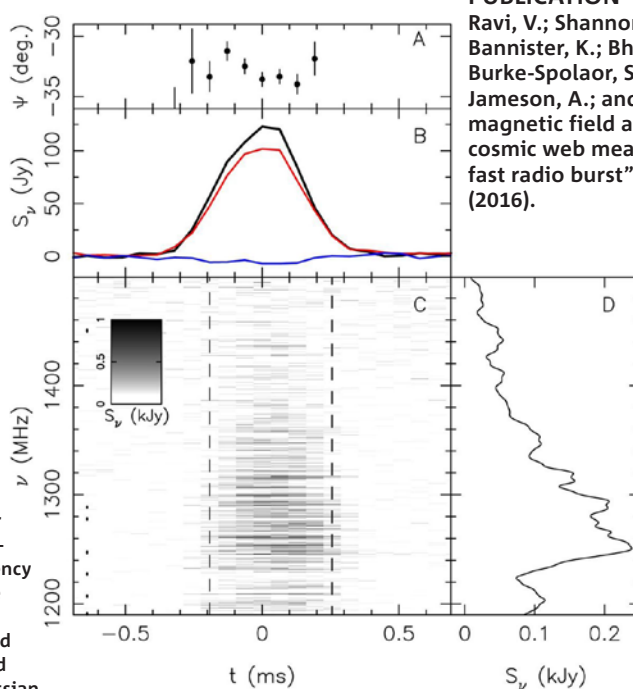 PUBLICATION
Ravi, V.; Shannon
Bannister, K.; Bh
Burke-Spolaor, S
Jameson, A.; and
magnetic field a
cosmic web mea
fast radio burst”
(2016).
Ψ (deg.)
−30
−35
A
S_ν (Jy)
100
50
0
B
ν (MHz)
1400
1300
1200
C
1
0.5
0
S_ν (kJy)
D
−0.5
0
0.5
t (ms)
0
0.1
0.2
S_ν (kJy)
ency
d
d
ssian